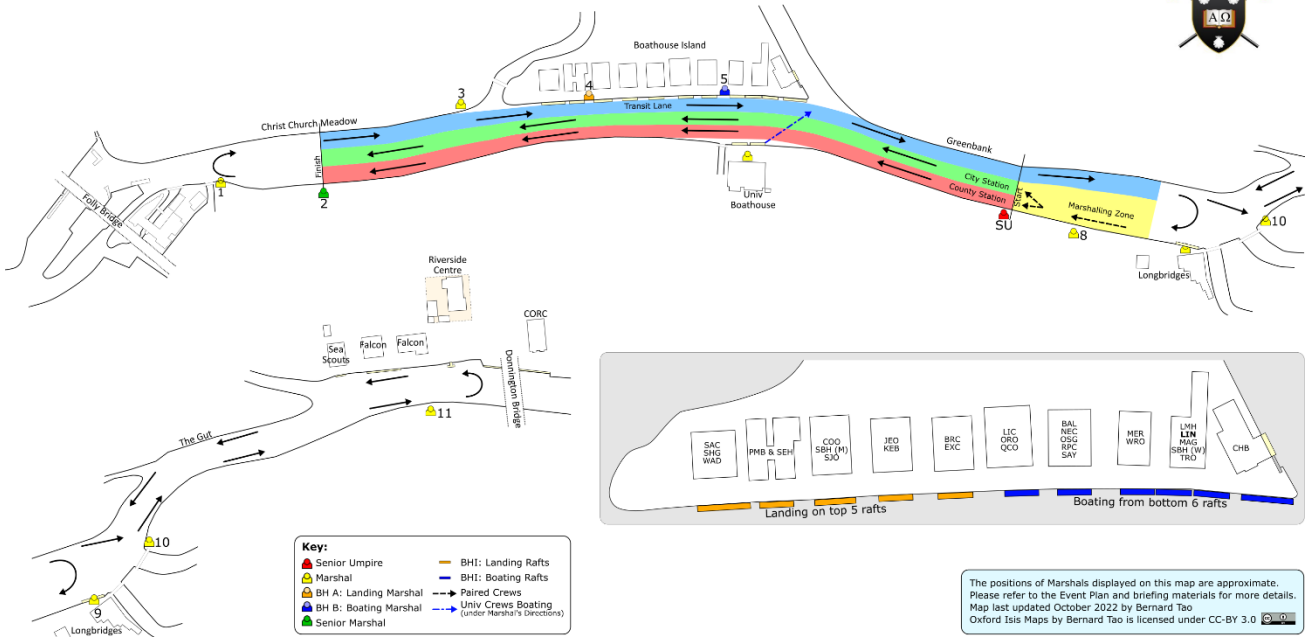 ΑΩ
Boathouse Island
3
4
5
Transit Lane
Christ Church Meadow
Greenbank
Finish
City Station
County Station
Start
Marshalling Zone
Univ
Boathouse
1
2
SU
8
10
Folly Bridge
Longbridges
Riverside
Centre
CORC
Sea
Scouts
Falcon
Falcon
Donnington Bridge
11
The Gut
10
9
Longbridges
SAC
SHG
WAD
PMB & SEH
COO
SBH (M)
SJO
JEO
KEB
BRC
EXC
LIC
ORO
QCO
BAL
NEC
OSG
RPC
SAY
MER
WRO
LMH
LIN
MAG
SBH (W)
TRO
CHB
Landing on top 5 rafts
Boating from bottom 6 rafts
Key:
Senior Umpire
Marshal
BH A: Landing Marshal
BH B: Boating Marshal
Senior Marshal
BHI: Landing Rafts
BHI: Boating Rafts
Paired Crews
Univ Crews Boating
(under Marshal's Directions)
The positions of Marshals displayed on this map are approximate.
Please refer to the Event Plan and briefing materials for more details.
Map last updated October 2022 by Bernard Tao
Oxford Isis Maps by Bernard Tao is licensed under CC-BY 3.0